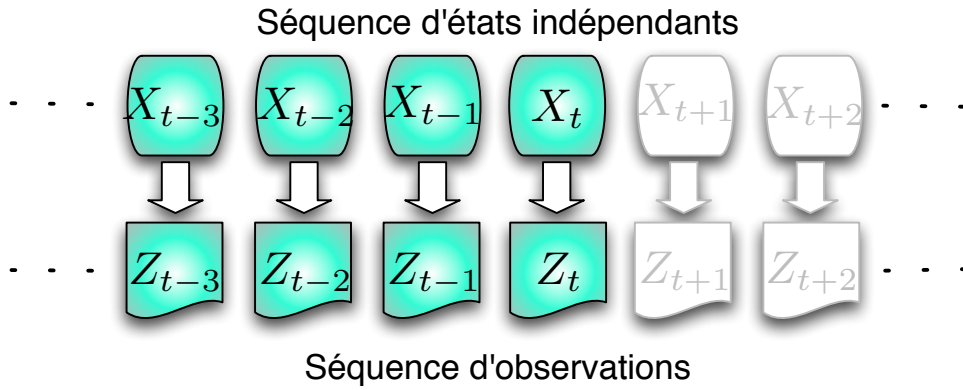 Séquence d'états indépendants
. . . X_{t−3} X_{t−2} X_{t−1} X_t X_{t+1} X_{t+2} . . .
. . . Z_{t−3} Z_{t−2} Z_{t−1} Z_t Z_{t+1} Z_{t+2} . . .
Séquence d'observations